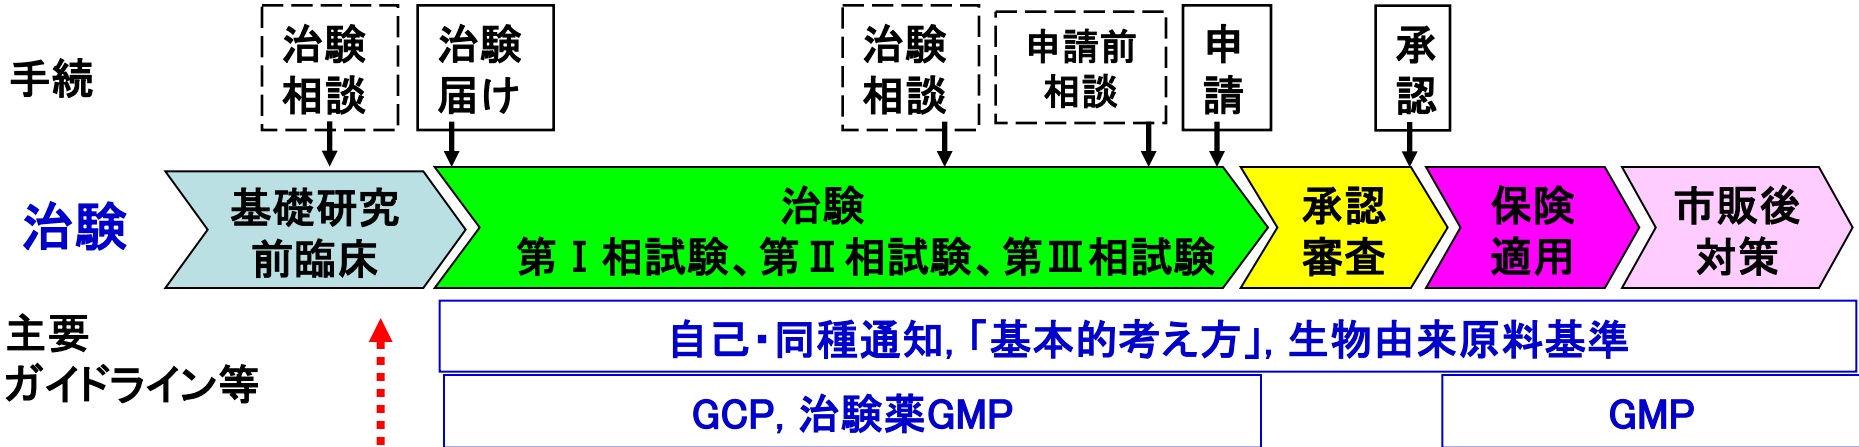 手続
治験
相談
治験
届け
治験
相談
申請前
相談
申
請
承
認
治験
基礎研究
前臨床
治験
第Ⅰ相試験、第Ⅱ相試験、第Ⅲ相試験
承認
審査
保険
適用
市販後
対策
主要
ガイドライン等
自己・同種通知,「基本的考え方」, 生物由来原料基準
GCP, 治験薬GMP
GMP